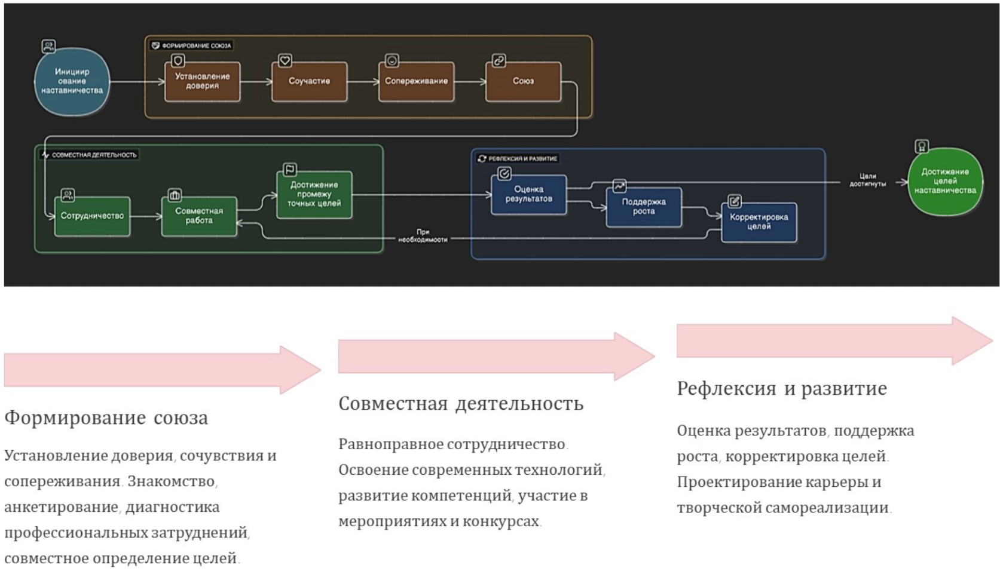 Иницииp
ование
наставничества
ФОРМИРОВАНИЕ СОЮЗА
Установление
доверия
Соучастие
Сопереживание
Союз
СОВМЕСТНАЯ ДЕЯТЕЛЬНОСТЬ
Сотрудничество
Совместная
работа
Достижение
промежу
точных целей
РЕФЛЕКСИЯ И РАЗВИТИЕ
Оценка
результатов
Поддержка
роста
Корректировка
целей
При
необходимости
Цели
достигнуты
Достижение
целей
наставничества
Формирование союза
Установление доверия, сочувствия и
сопереживания. Знакомство,
анкетирование, диагностика
профессиональных затруднений,
совместное определение целей.
Совместная деятельность
Равноправное сотрудничество.
Освоение современных технологий,
развитие компетенций, участие в
мероприятиях и конкурсах.
Рефлексия и развитие
Оценка результатов, поддержка
роста, корректировка целей.
Проектирование карьеры и
творческой самореализации.